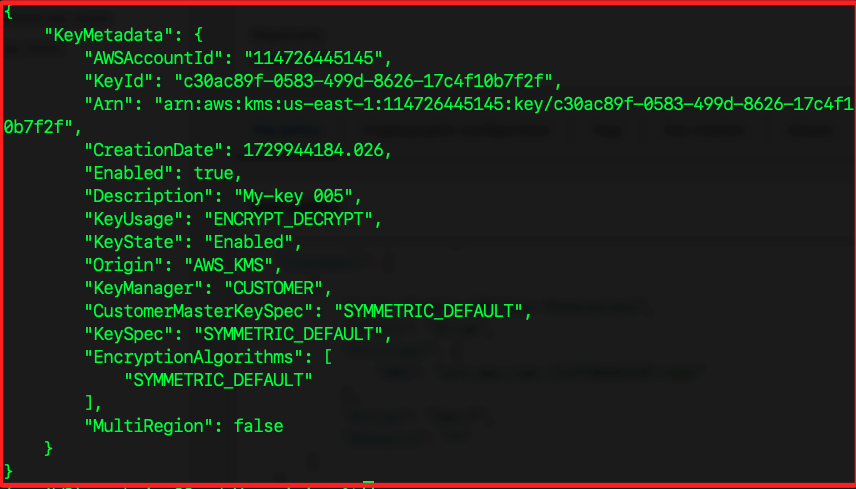 {
"KeyMetadata": {
"AWSAccountId": "114726445145",
"KeyId": "c30ac89f-0583-499d-8626-17c4f10b7f2f",
"Arn": "arn:aws:kms:us-east-1:114726445145:key/c30ac89f-0583-499d-8626-17c4f1
0b7f2f",
"CreationDate": 1729944184.026,
"Enabled": true,
"Description": "My-key 005",
"KeyUsage": "ENCRYPT_DECRYPT",
"KeyState": "Enabled",
"Origin": "AWS_KMS",
"KeyManager": "CUSTOMER",
"CustomerMasterKeySpec": "SYMMETRIC_DEFAULT",
"KeySpec": "SYMMETRIC_DEFAULT",
"EncryptionAlgorithms": [
"SYMMETRIC_DEFAULT"
],
"MultiRegion": false
}
}